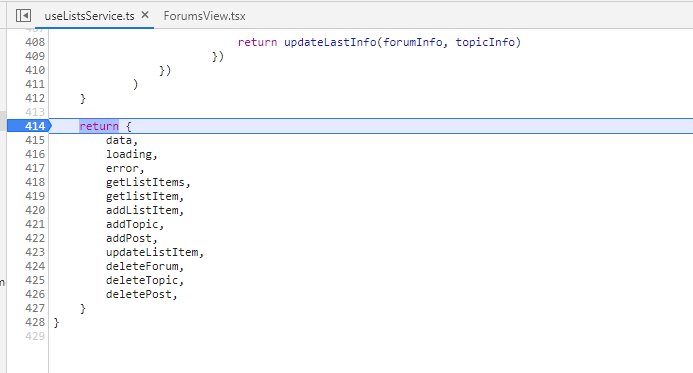 useListsService.ts × ForumsView.tsx
407
408 return updateLastInfo(forumInfo, topicInfo)
409 })
410 })
411 )
412 }
413
414 return {
415 data,
416 loading,
417 error,
418 getListItems,
419 getlistItem,
420 addListItem,
421 addTopic,
422 addPost,
423 updateListItem,
424 deleteForum,
425 deleteTopic,
426 deletePost,
427 }
428 }
429